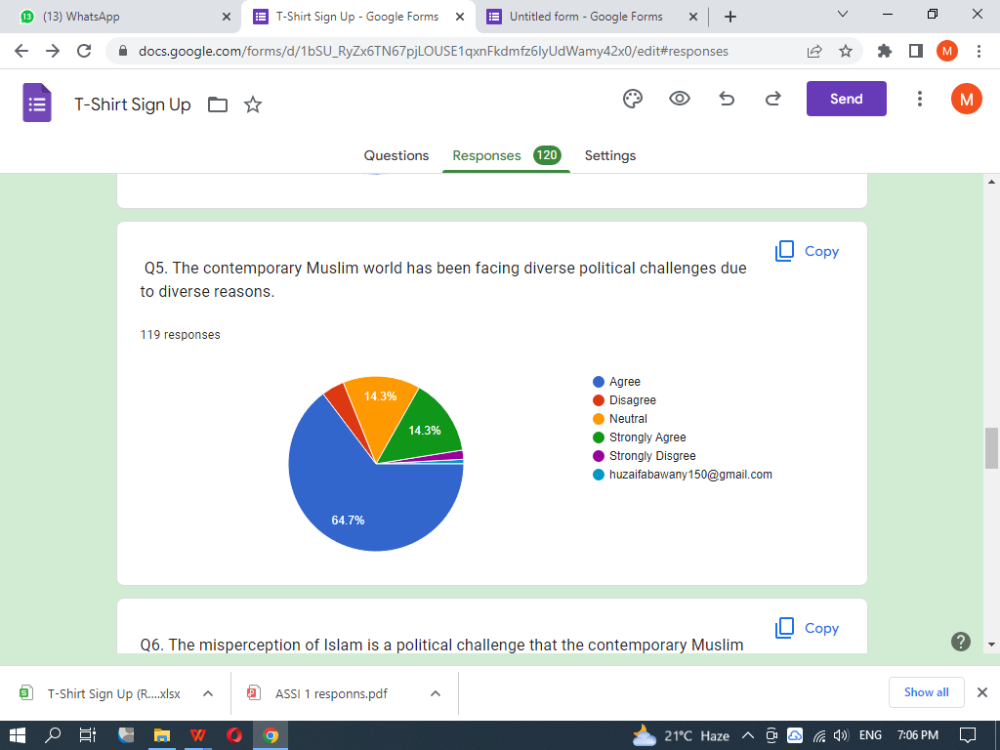 13 (13) WhatsApp
T-Shirt Sign Up - Google Forms
Untitled form - Google Forms
docs.google.com/forms/d/1bSU_RyZx6TN67pjLOUSE1qxnFkdmfz6lyUdWamy42x0/edit#responses
M
T-Shirt Sign Up
Send
M
Questions
Responses 120
Settings
Copy
Q5. The contemporary Muslim world has been facing diverse political challenges due
to diverse reasons.
119 responses
14.3%
14.3%
64.7%
Agree
Disagree
Neutral
Strongly Agree
Strongly Disgree
huzaifabawany150@gmail.com
Copy
Q6. The misperception of Islam is a political challenge that the contemporary Muslim
T-Shirt Sign Up (R....xlsx
ASSI 1 responns.pdf
Show all
21°C Haze
ENG
7:06 PM